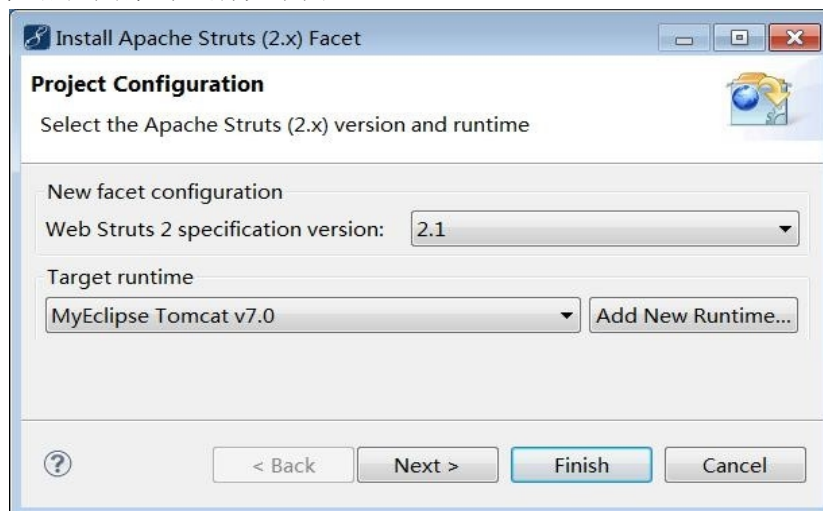 Install Apache Struts (2.x) Facet
Project Configuration
Select the Apache Struts (2.x) version and runtime
New facet configuration
Web Struts 2 specification version: 2.1
Target runtime
MyEclipse Tomcat v7.0 Add New Runtime...
? < Back Next > Finish Cancel